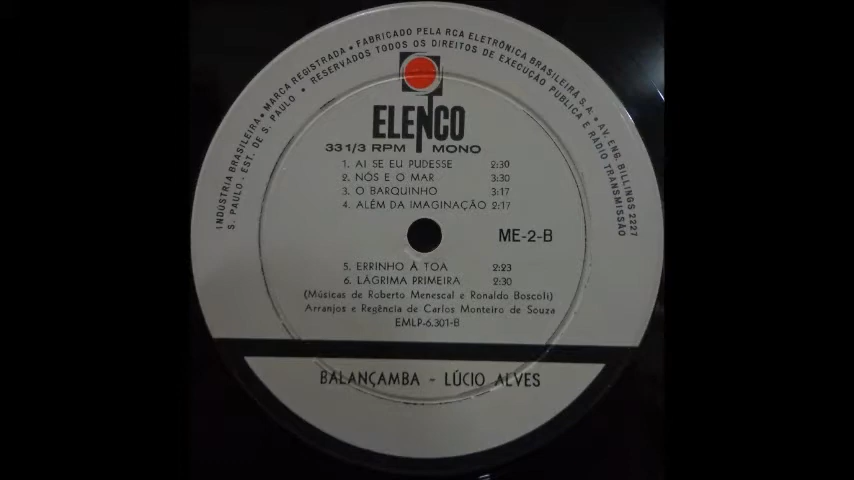 INDÚSTRIA BRASILEIRA • MARCA REGISTRADA • FABRICADO PELA RCA ELETRÔNICA BRASILEIRA S.A. • AV. ENG. BILLINGS 2227
S. PAULO - EST. DE S. PAULO • RESERVADOS TODOS OS DIREITOS DE EXECUÇÃO PÚBLICA E RÁDIO TRANSMISSÃO
ELENCO
33 1/3 RPM MONO
1. AI SE EU PUDESSE 2:30
2. NÓS E O MAR 3:30
3. O BARQUINHO 3:17
4. ALÉM DA IMAGINAÇÃO 2:17
ME-2-B
5. ERRINHO À TOA 2:23
6. LÁGRIMA PRIMEIRA 2:30
(Músicas de Roberto Menescal e Ronaldo Boscoli)
Arranjos e Regência de Carlos Monteiro de Souza
EMLP-6.301-B
BALANÇAMBA - LÚCIO ALVES